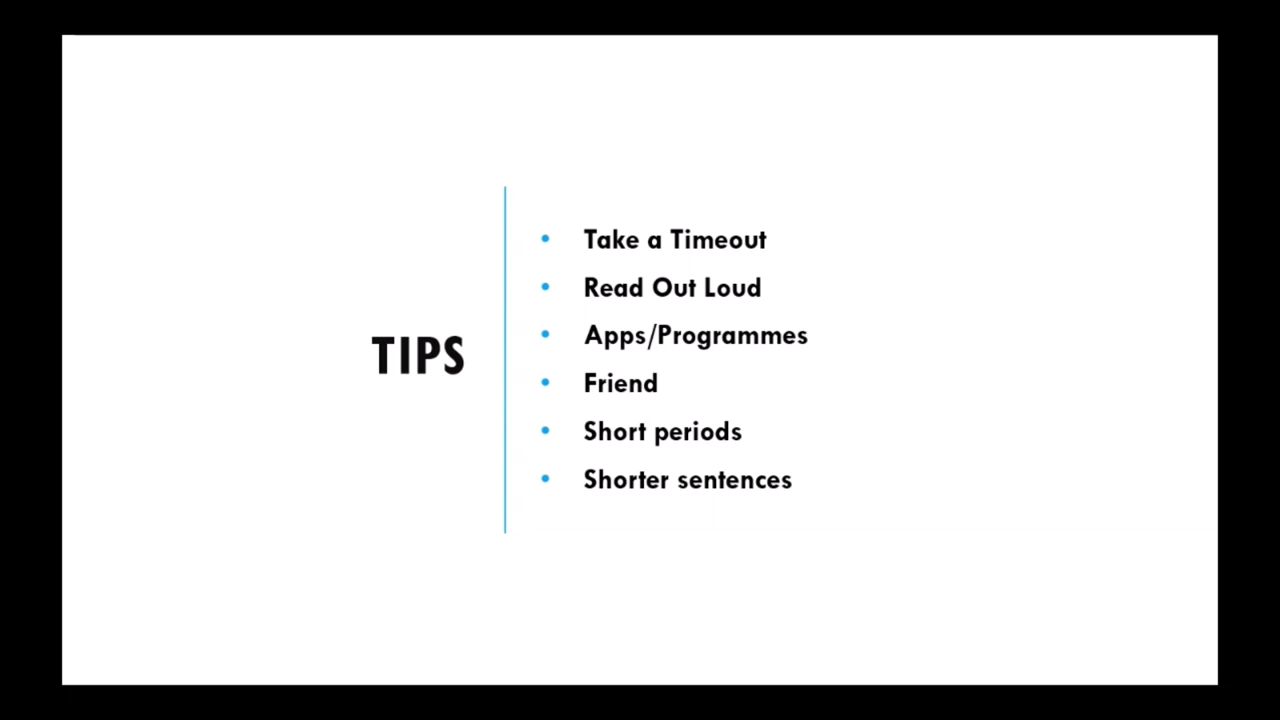 TIPS
• Take a Timeout
• Read Out Loud
• Apps/Programmes
• Friend
• Short periods
• Shorter sentences